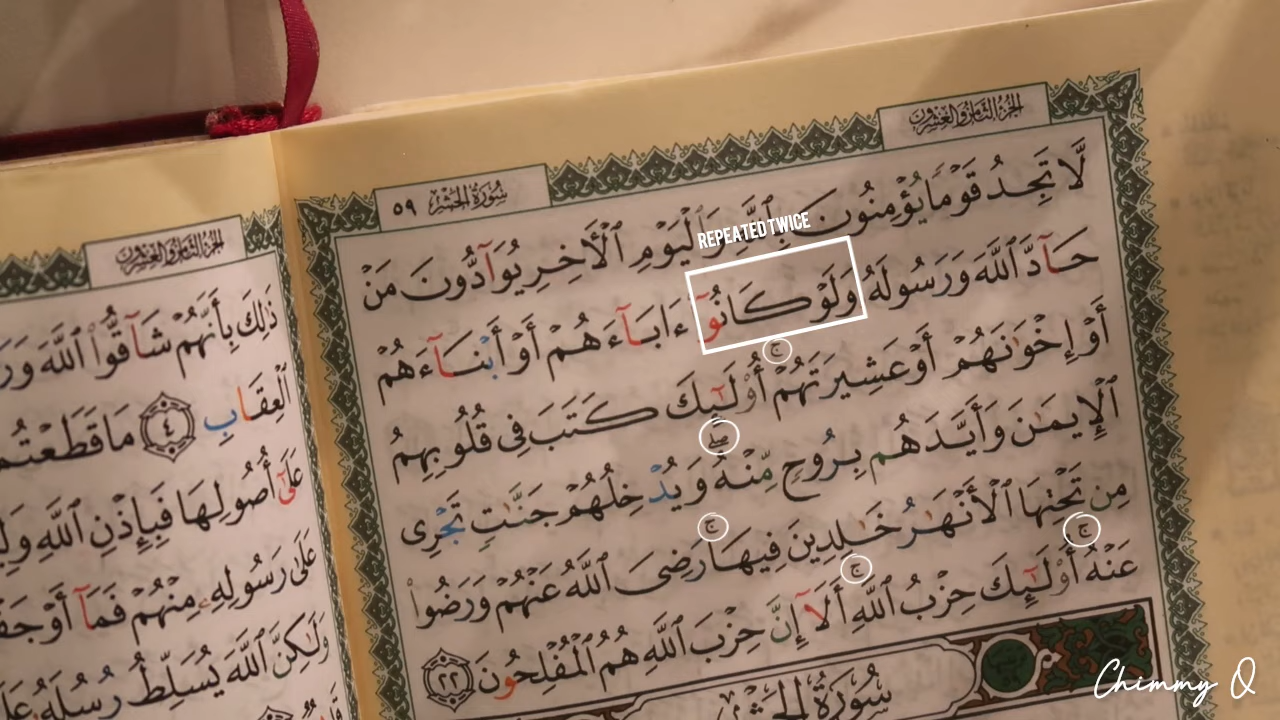 الجزء الثامن والعشرون
سورة الحشر ٥٩
لَّا تَجِدُ قَوْمًا يُؤْمِنُونَ بِٱللَّهِ وَٱلْيَوْمِ ٱلْأَخِرِ يُوَآدُّونَ مَنْ
REPEATED TWICE
حَآدَّ ٱللَّهَ وَرَسُولَهُۥ وَلَوْ كَانُوٓ ءَابَآءَهُمْ أَوْ أَبْنَآءَهُمْ
أَوْ إِخْوَٰنَهُمْ أَوْ عَشِيرَتَهُمْ ۚ أُو۟لَٰٓئِكَ كَتَبَ فِى قُلُوبِهِمُ
ٱلْإِيمَٰنَ وَأَيَّدَهُم بِرُوحٍ مِّنْهُ ۖ وَيُدْخِلُهُمْ جَنَّٰتٍ تَجْرِى
مِن تَحْتِهَا ٱلْأَنْهَٰرُ خَٰلِدِينَ فِيهَا ۚ رَضِىَ ٱللَّهُ عَنْهُمْ وَرَضُوا۟
عَنْهُ ۚ أُو۟لَٰٓئِكَ حِزْبُ ٱللَّهِ ۚ أَلَآ إِنَّ حِزْبَ ٱللَّهِ هُمُ ٱلْمُفْلِحُونَ ٢٢
سُورَةُ الحَشْرِ
الجزء الثامن والعشرون
ذَٰلِكَ بِأَنَّهُمْ شَآقُّوا۟ ٱللَّهَ
ٱلْعِقَابِ ٤ مَا قَطَعْتُم
عَلَىٰٓ أُصُولِهَا فَبِإِذْنِ ٱللَّهِ
عَلَىٰ رَسُولِهِۦ مِنْهُمْ فَمَآ
وَلَٰكِنَّ ٱللَّهَ يُسَلِّطُ رُسُلَهُۥ
Chimmy Q